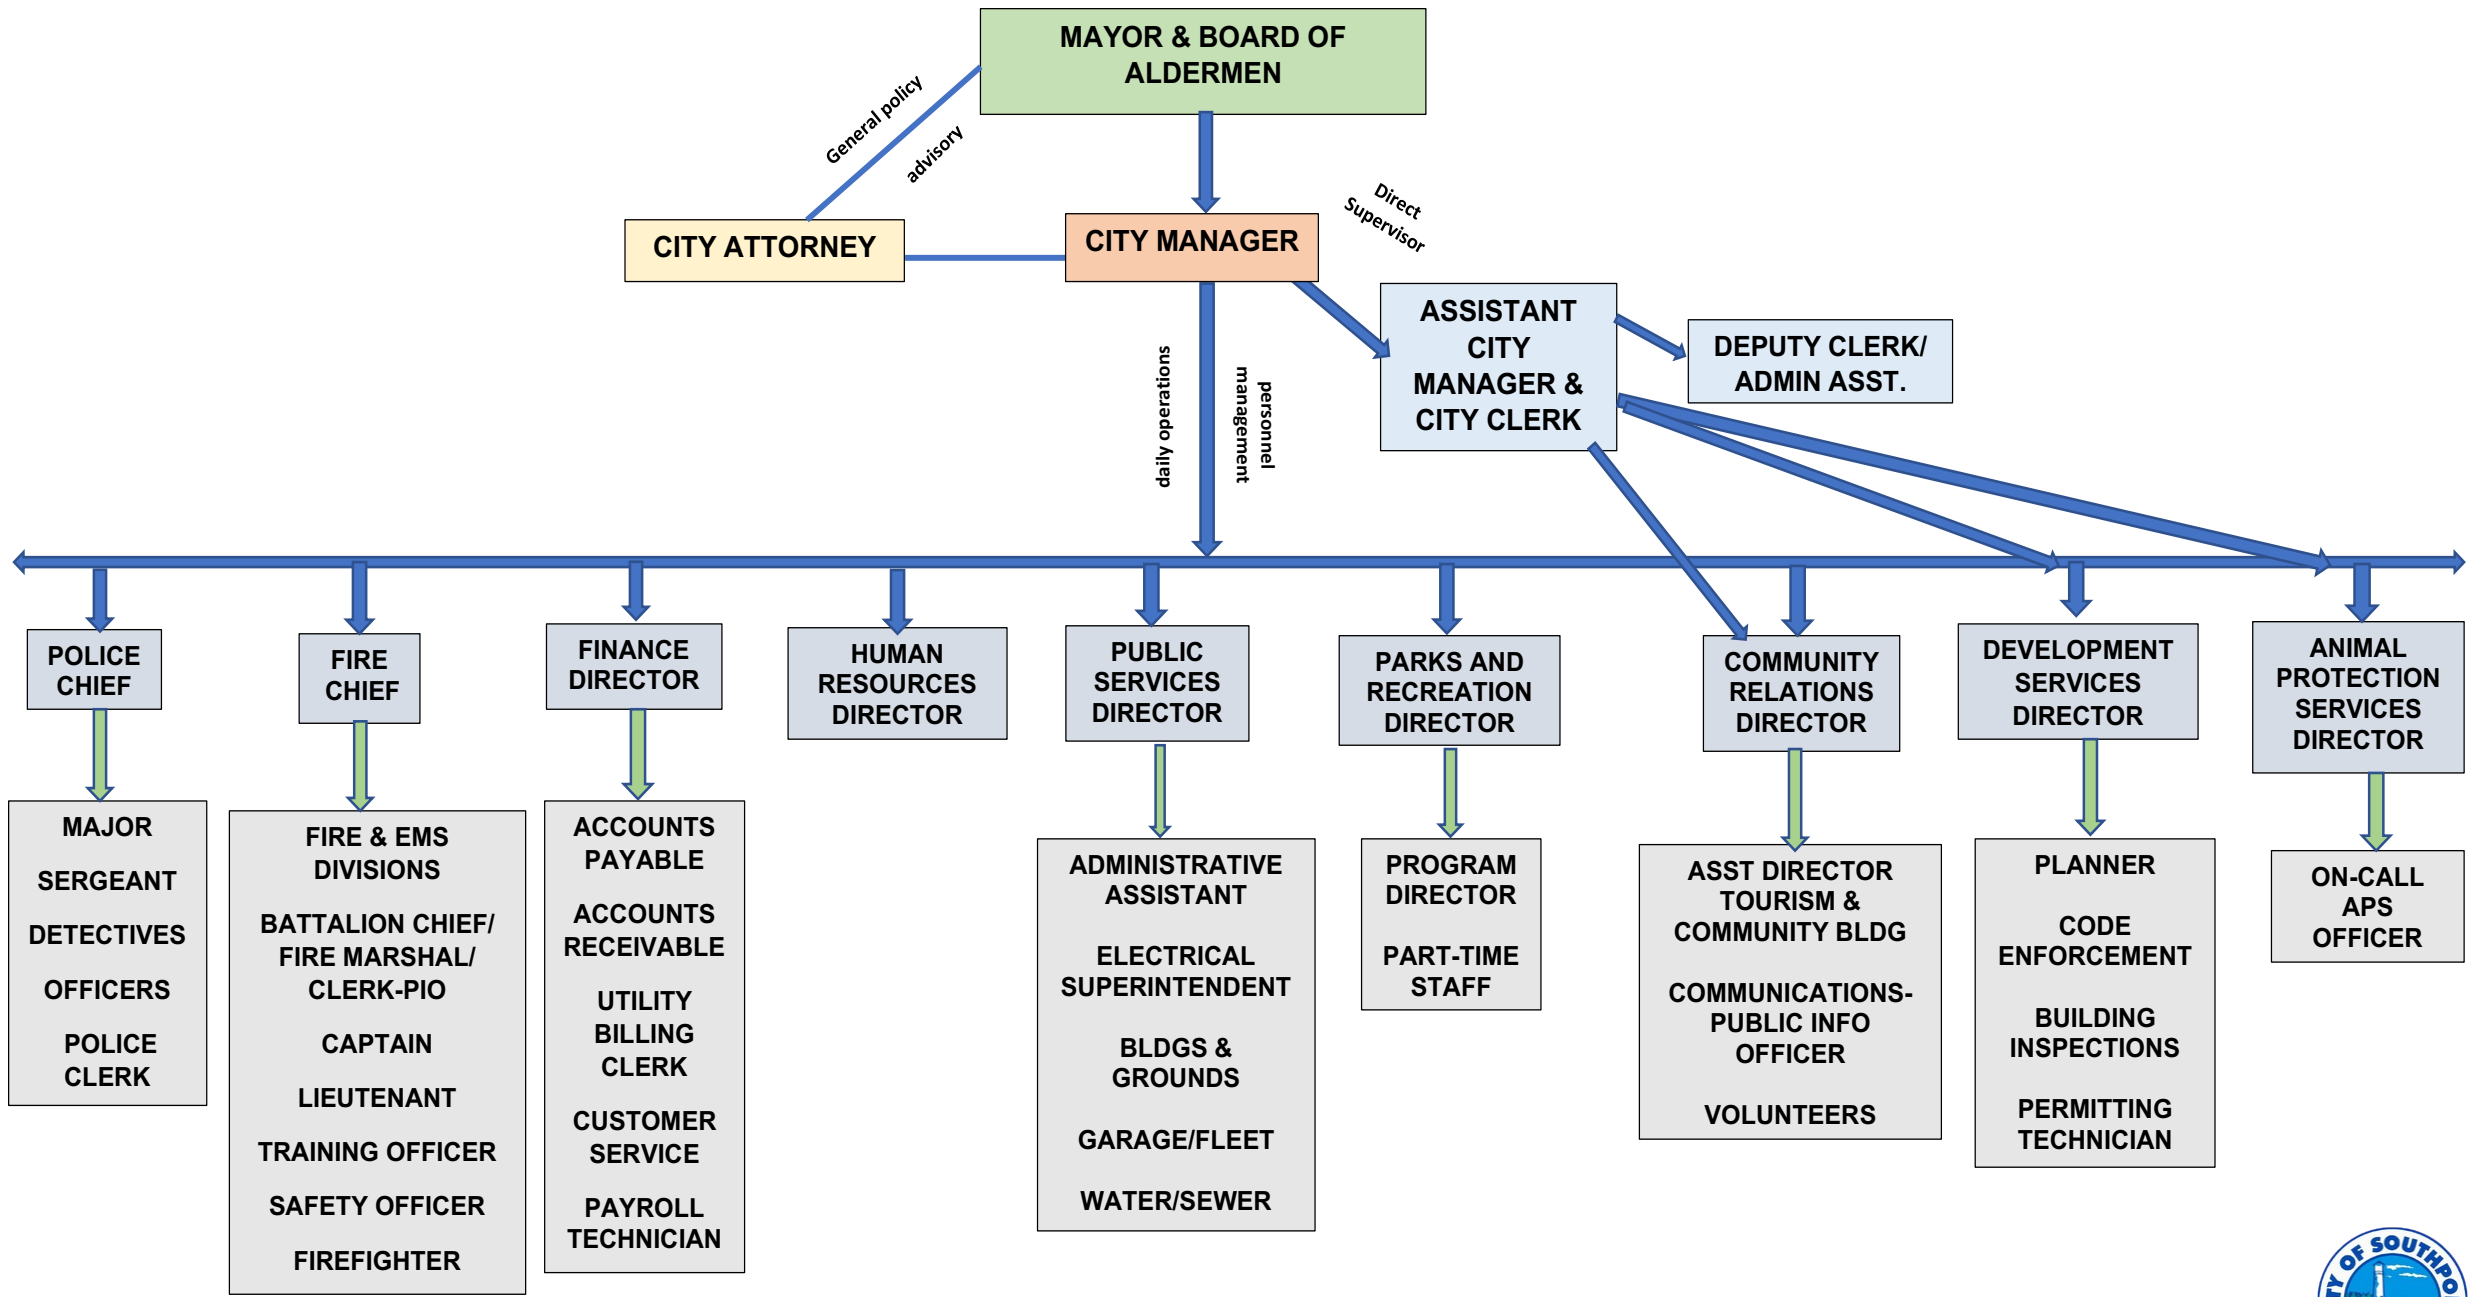 MAYOR & BOARD OF
ALDERMEN
General policy
advisory
CITY ATTORNEY
CITY MANAGER
Direct
Supervisor
ASSISTANT
CITY
MANAGER &
CITY CLERK
DEPUTY CLERK/
ADMIN ASST.
daily operations
personnel
management
POLICE
CHIEF
FIRE
CHIEF
FINANCE
DIRECTOR
HUMAN
RESOURCES
DIRECTOR
PUBLIC
SERVICES
DIRECTOR
PARKS AND
RECREATION
DIRECTOR
COMMUNITY
RELATIONS
DIRECTOR
DEVELOPMENT
SERVICES
DIRECTOR
ANIMAL
PROTECTION
SERVICES
DIRECTOR
MAJOR
SERGEANT
DETECTIVES
OFFICERS
POLICE
CLERK
FIRE & EMS
DIVISIONS
BATTALION CHIEF/
FIRE MARSHAL/
CLERK-PIO
CAPTAIN
LIEUTENANT
TRAINING OFFICER
SAFETY OFFICER
FIREFIGHTER
ACCOUNTS
PAYABLE
ACCOUNTS
RECEIVABLE
UTILITY
BILLING
CLERK
CUSTOMER
SERVICE
PAYROLL
TECHNICIAN
ADMINISTRATIVE
ASSISTANT
ELECTRICAL
SUPERINTENDENT
BLDGS &
GROUNDS
GARAGE/FLEET
WATER/SEWER
PROGRAM
DIRECTOR
PART-TIME
STAFF
ASST DIRECTOR
TOURISM &
COMMUNITY BLDG
COMMUNICATIONS-
PUBLIC INFO
OFFICER
VOLUNTEERS
PLANNER
CODE
ENFORCEMENT
BUILDING
INSPECTIONS
PERMITTING
TECHNICIAN
ON-CALL
APS
OFFICER
TY OF SOUTHPO